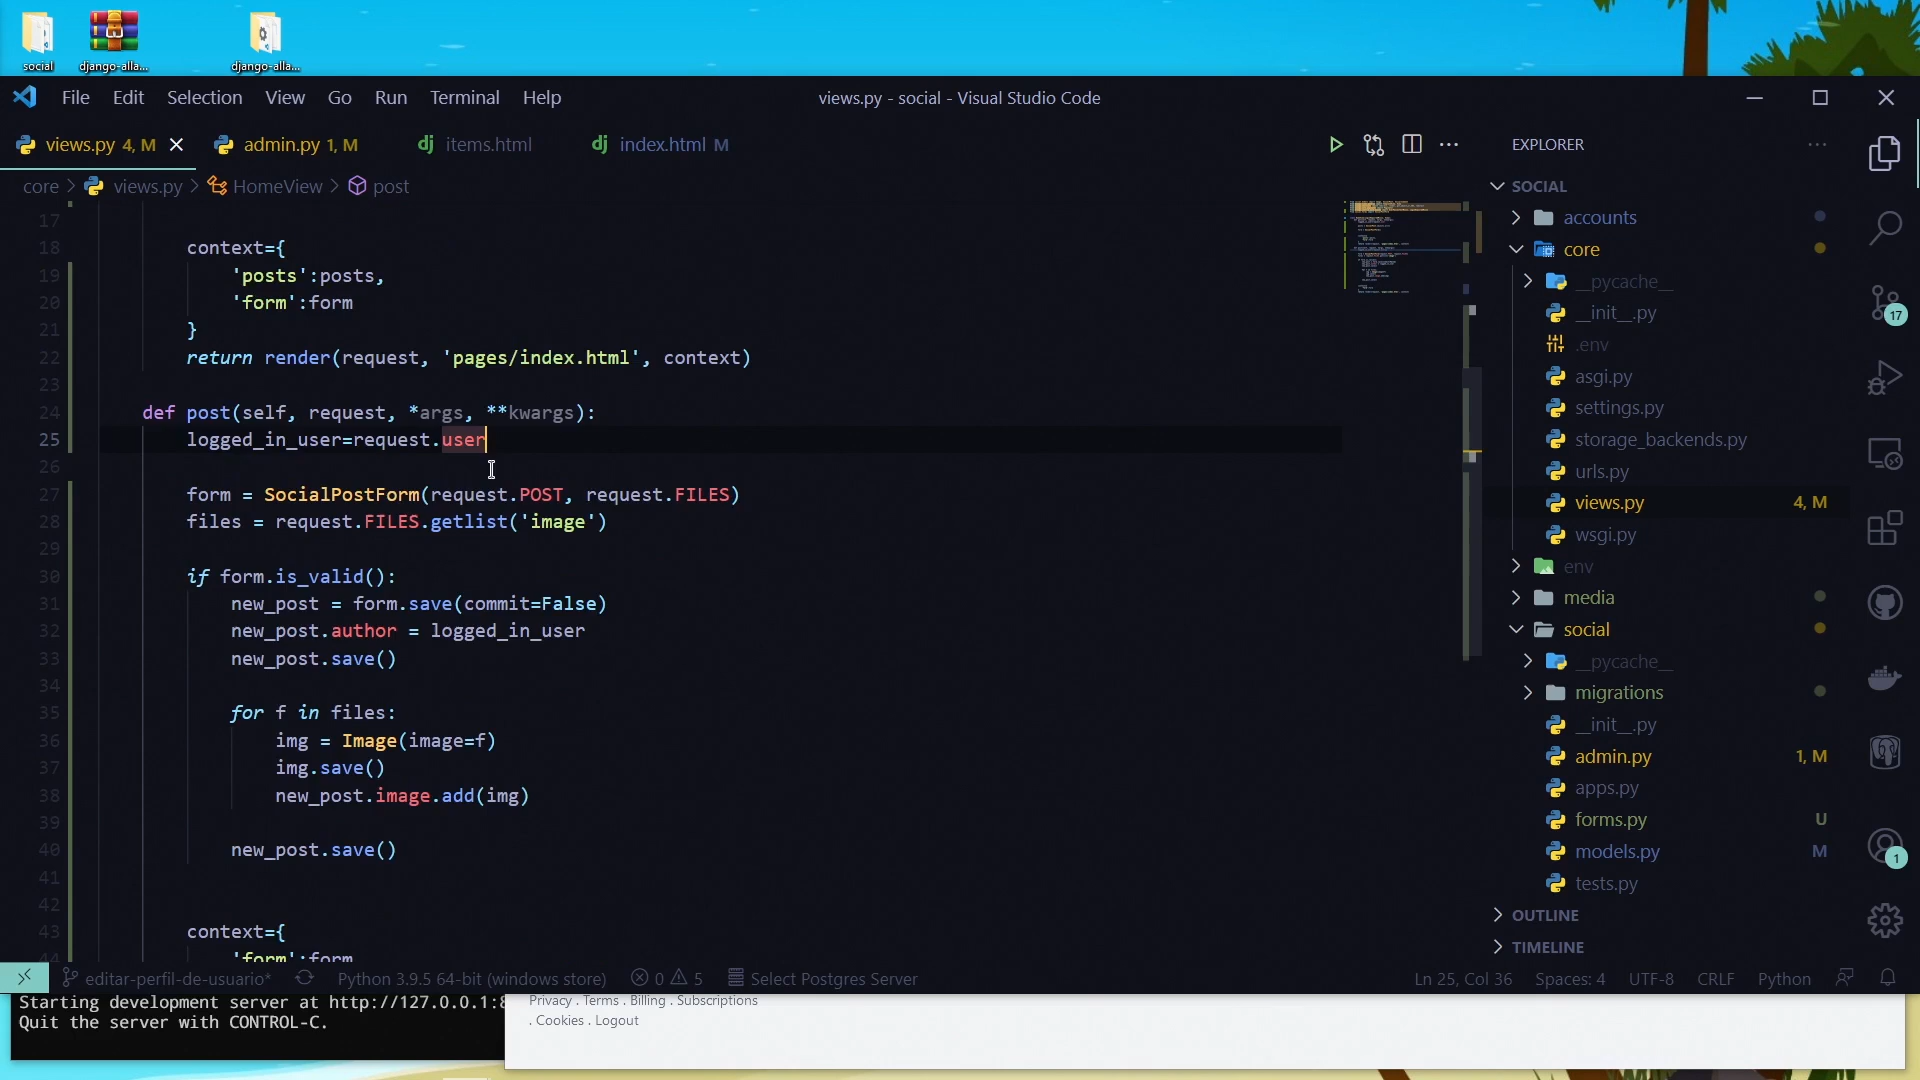 social
django-alla...
django-alla...
File Edit Selection View Go Run Terminal Help
views.py - social - Visual Studio Code
views.py 4, M
admin.py 1, M
items.html
index.html M
core > views.py > HomeView > post
17
18 context={
19 'posts':posts,
20 'form':form
21 }
22 return render(request, 'pages/index.html', context)
23
24 def post(self, request, *args, **kwargs):
25 logged_in_user=request.user
26
27 form = SocialPostForm(request.POST, request.FILES)
28 files = request.FILES.getlist('image')
29
30 if form.is_valid():
31 new_post = form.save(commit=False)
32 new_post.author = logged_in_user
33 new_post.save()
34
35 for f in files:
36 img = Image(image=f)
37 img.save()
38 new_post.image.add(img)
39
40 new_post.save()
41
42
43 context={
44 'form':form
EXPLORER
SOCIAL
accounts
core
__pycache__
__init__.py
.env
asgi.py
settings.py
storage_backends.py
urls.py
views.py 4, M
wsgi.py
env
media
social
__pycache__
migrations
__init__.py
admin.py 1, M
apps.py
forms.py U
models.py M
tests.py
OUTLINE
TIMELINE
17
1
editar-perfil-de-usuario* Python 3.9.5 64-bit (windows store) 0 5 Select Postgres Server
Ln 25, Col 36 Spaces: 4 UTF-8 CRLF Python
Starting development server at http://127.0.0.1:8
Quit the server with CONTROL-C.
Privacy . Terms . Billing . Subscriptions
. Cookies . Logout